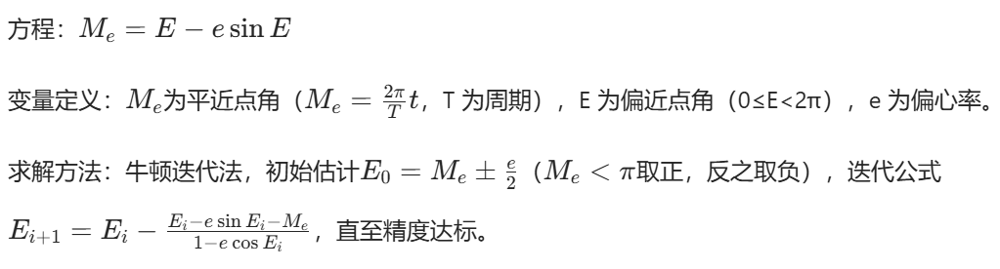 方程：$M_e = E - e \sin E$
变量定义：$M_e$为平近点角（$M_e = \frac{2\pi}{T}t$，T 为周期），E 为偏近点角（0≤E<2π），e 为偏心率。
求解方法：牛顿迭代法，初始估计$E_0 = M_e \pm \frac{e}{2}$（$M_e < \pi$取正，反之取负），迭代公式
$E_{i+1} = E_i - \frac{E_i - e \sin E_i - M_e}{1 - e \cos E_i}$，直至精度达标。